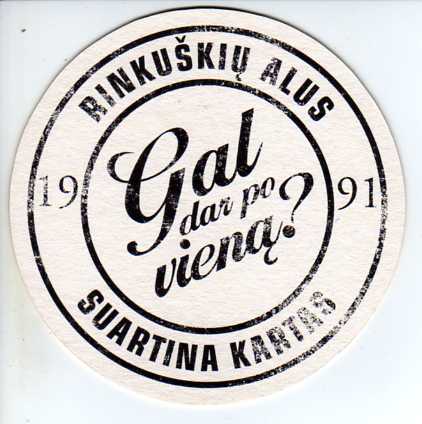 RINKUŠKIŲ ALUS
19 91
Gal
dar po
vieną?
SUARTINA KARTAS